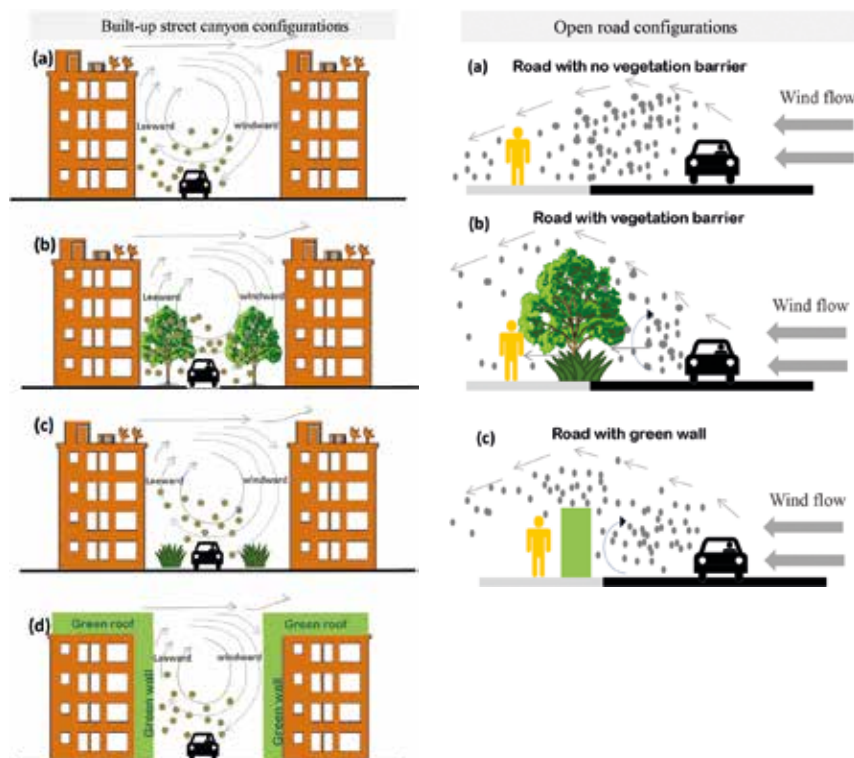 Built-up street canyon configurations
(a)
Leeward windward
(b)
Leeward windward
(c)
Leeward windward
(d)
Green roof Green roof
Leeward windward
Green wall Green wall
Open road configurations
(a)
Road with no vegetation barrier
Wind flow
(b)
Road with vegetation barrier
Wind flow
(c)
Road with green wall
Wind flow